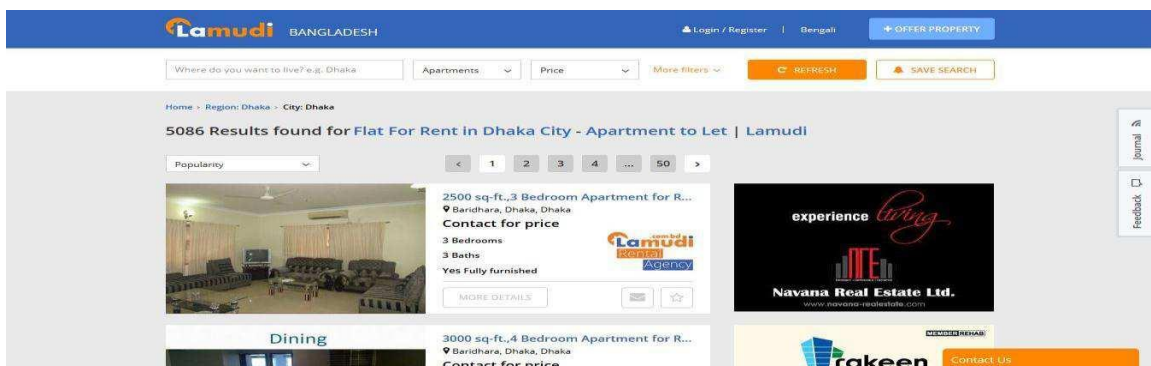 Lamudi BANGLADESH
Login / Register | Bengali
+ OFFER PROPERTY
Where do you want to live? e.g. Dhaka
Apartments
Price
More filters
REFRESH
SAVE SEARCH
Home > Region: Dhaka > City: Dhaka
5086 Results found for Flat For Rent in Dhaka City - Apartment to Let | Lamudi
Popularity
< 1 2 3 4 ... 50 >
2500 sq-ft.,3 Bedroom Apartment for R...
Baridhara, Dhaka, Dhaka
Contact for price
3 Bedrooms
3 Baths
Yes Fully furnished
.com.bd
Lamudi
Rental
Agency
MORE DETAILS
experience living
Navana Real Estate Ltd.
www.navana-realestate.com
Journal
Feedback
Dining
3000 sq-ft.,4 Bedroom Apartment for R...
Baridhara, Dhaka, Dhaka
Contact for price
MEMBER REHAB
rakeen
Contact Us